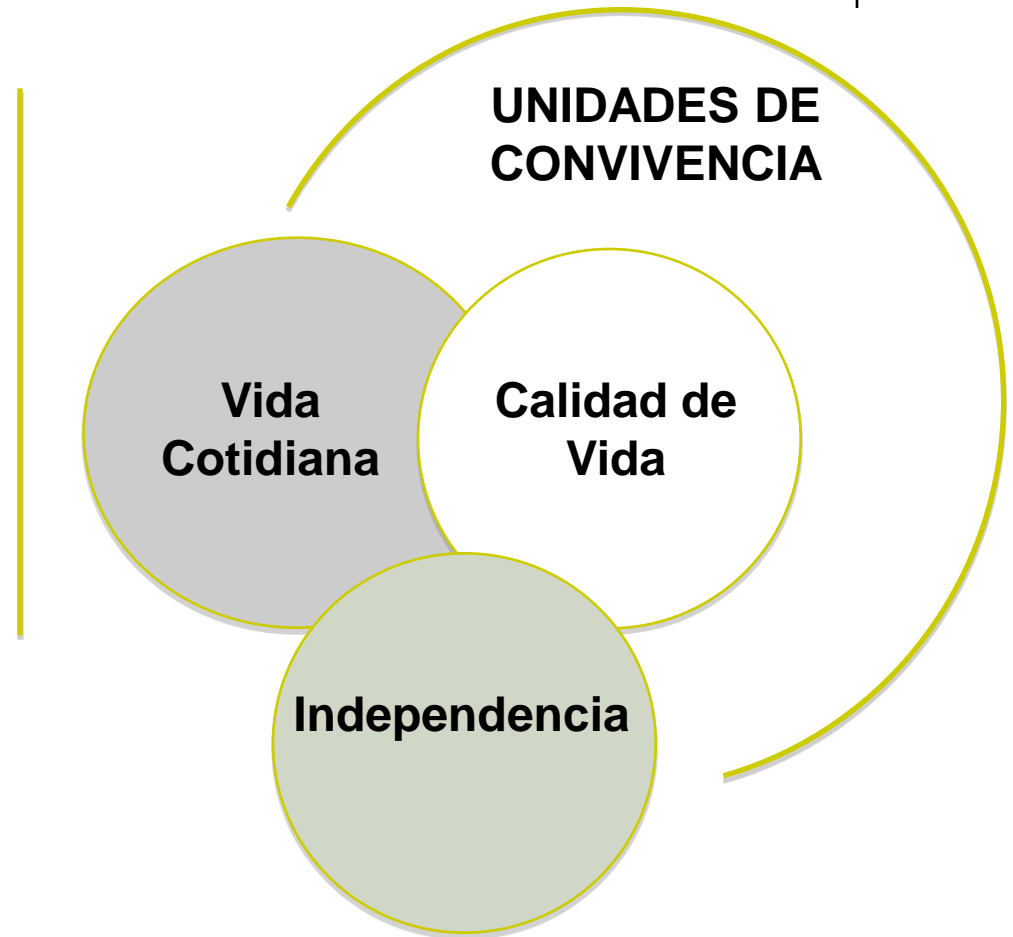 UNIDADES DE
CONVIVENCIA
Vida
Cotidiana
Calidad de
Vida
Independencia